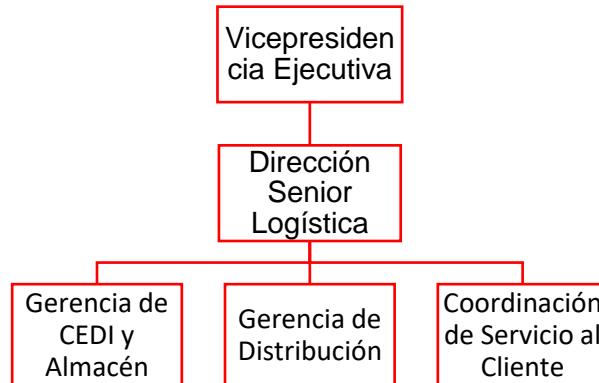 Vicepresiden
cia Ejecutiva
Dirección
Senior
Logística
Gerencia de
CEDI y
Almacén
Gerencia de
Distribución
Coordinación
de Servicio al
Cliente